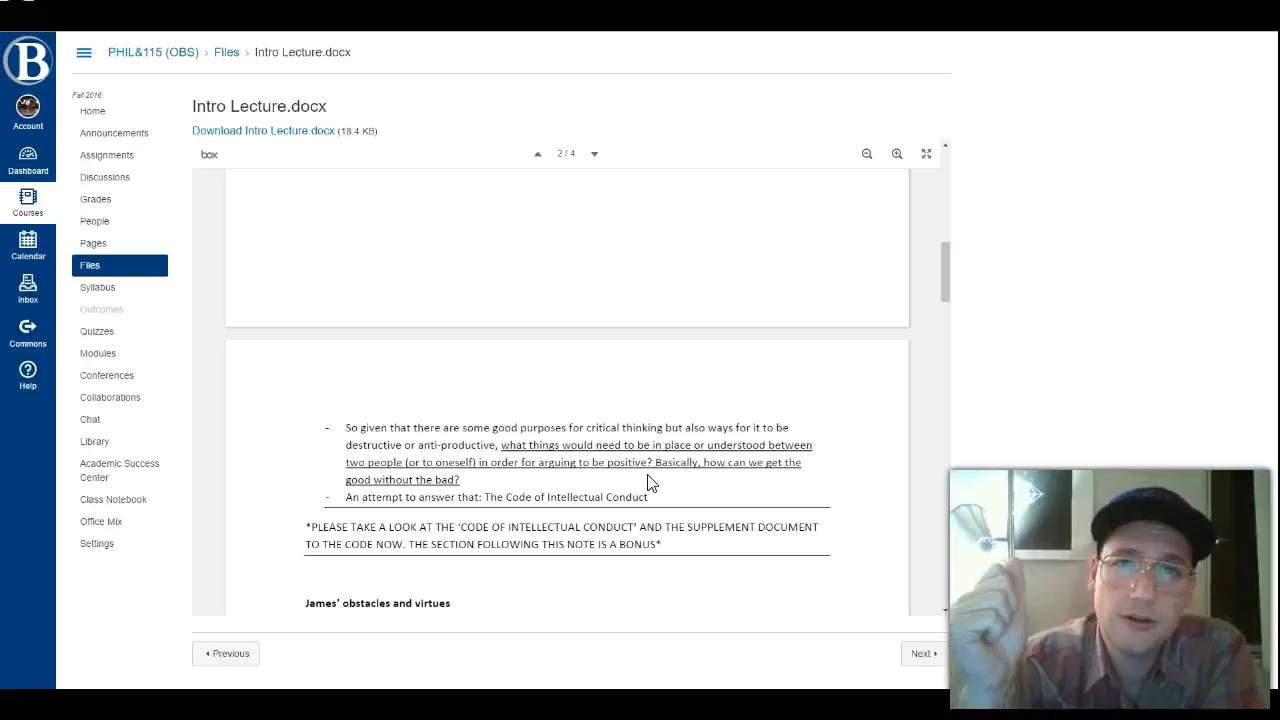 B
PHIL&115 (OBS) › Files › Intro Lecture.docx
Fall 2016
Home
Announcements
Assignments
Discussions
Grades
People
Pages
Files
Syllabus
Outcomes
Quizzes
Modules
Conferences
Collaborations
Chat
Library
Academic Success
Center
Class Notebook
Office Mix
Settings
Account
Dashboard
Courses
Calendar
Inbox
Commons
Help
Intro Lecture.docx
Download Intro Lecture.docx (18.4 KB)
box
2 / 4
- So given that there are some good purposes for critical thinking but also ways for it to be
destructive or anti-productive, what things would need to be in place or understood between
two people (or to oneself) in order for arguing to be positive? Basically, how can we get the
good without the bad?
- An attempt to answer that: The Code of Intellectual Conduct
*PLEASE TAKE A LOOK AT THE ‘CODE OF INTELLECTUAL CONDUCT’ AND THE SUPPLEMENT DOCUMENT
TO THE CODE NOW. THE SECTION FOLLOWING THIS NOTE IS A BONUS*
James’ obstacles and virtues
Previous
Next